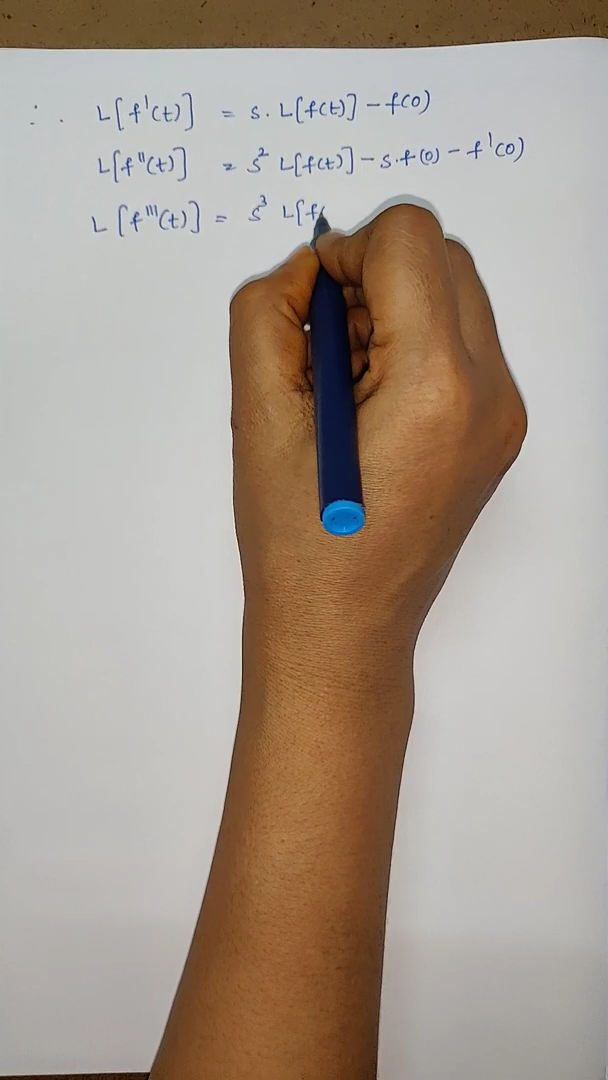 ∴ L[f'(t)] = s. L[f(t)] - f(0)
L[f''(t)] = s² L[f(t)] - s.f(0) - f'(0)
L[f'''(t)] = s³ L[f(